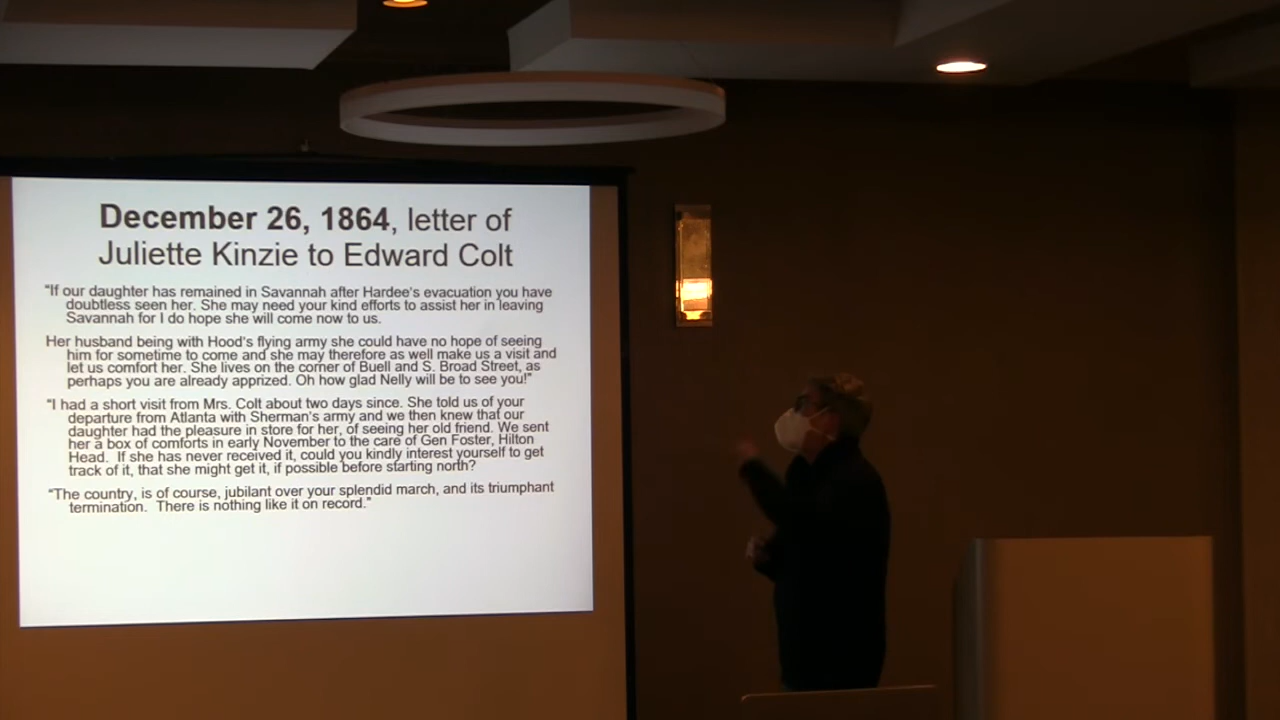 December 26, 1864, letter of
Juliette Kinzie to Edward Colt
"If our daughter has remained in Savannah after Hardee's evacuation you have
doubtless seen her. She may need your kind efforts to assist her in leaving
Savannah for I do hope she will come now to us.
Her husband being with Hood's flying army she could have no hope of seeing
him for sometime to come and she may therefore as well make us a visit and
let us comfort her. She lives on the corner of Buell and S. Broad Street, as
perhaps you are already apprized. Oh how glad Nelly will be to see you!"
"I had a short visit from Mrs. Colt about two days since. She told us of your
departure from Atlanta with Sherman's army and we then knew that our
daughter had the pleasure in store for her, of seeing her old friend. We sent
her a box of comforts in early November to the care of Gen Foster, Hilton
Head. If she has never received it, could you kindly interest yourself to get
track of it, that she might get it, if possible before starting north?
"The country, is of course, jubilant over your splendid march, and its triumphant
termination. There is nothing like it on record."